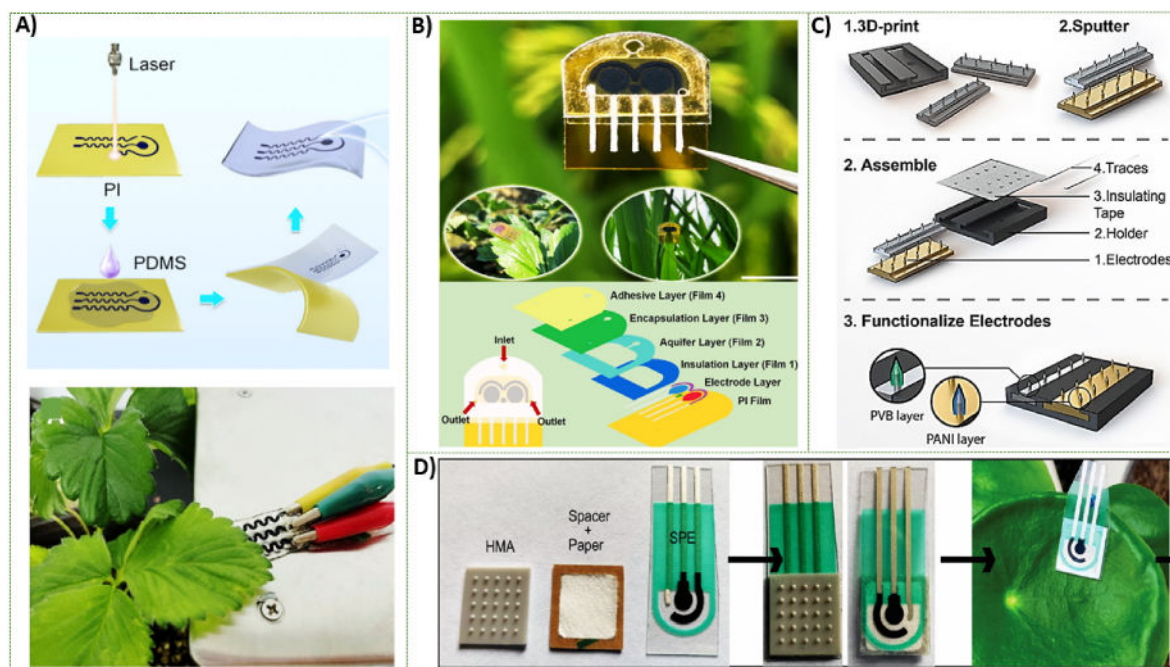 A)
Laser
PI
PDMS
B)
Adhesive Layer (Film 4)
Encapsulation Layer (Film 3)
Aquifer Layer (Film 2)
Insulation Layer (Film 1)
Electrode Layer
PI Film
Inlet
Outlet
Outlet
C)
1.3D-print
2.Sputter
2. Assemble
4.Traces
3.Insulating
Tape
2.Holder
1.Electrodes
3. Functionalize Electrodes
PVB layer
PANI layer
D)
HMA
Spacer
+
Paper
SPE